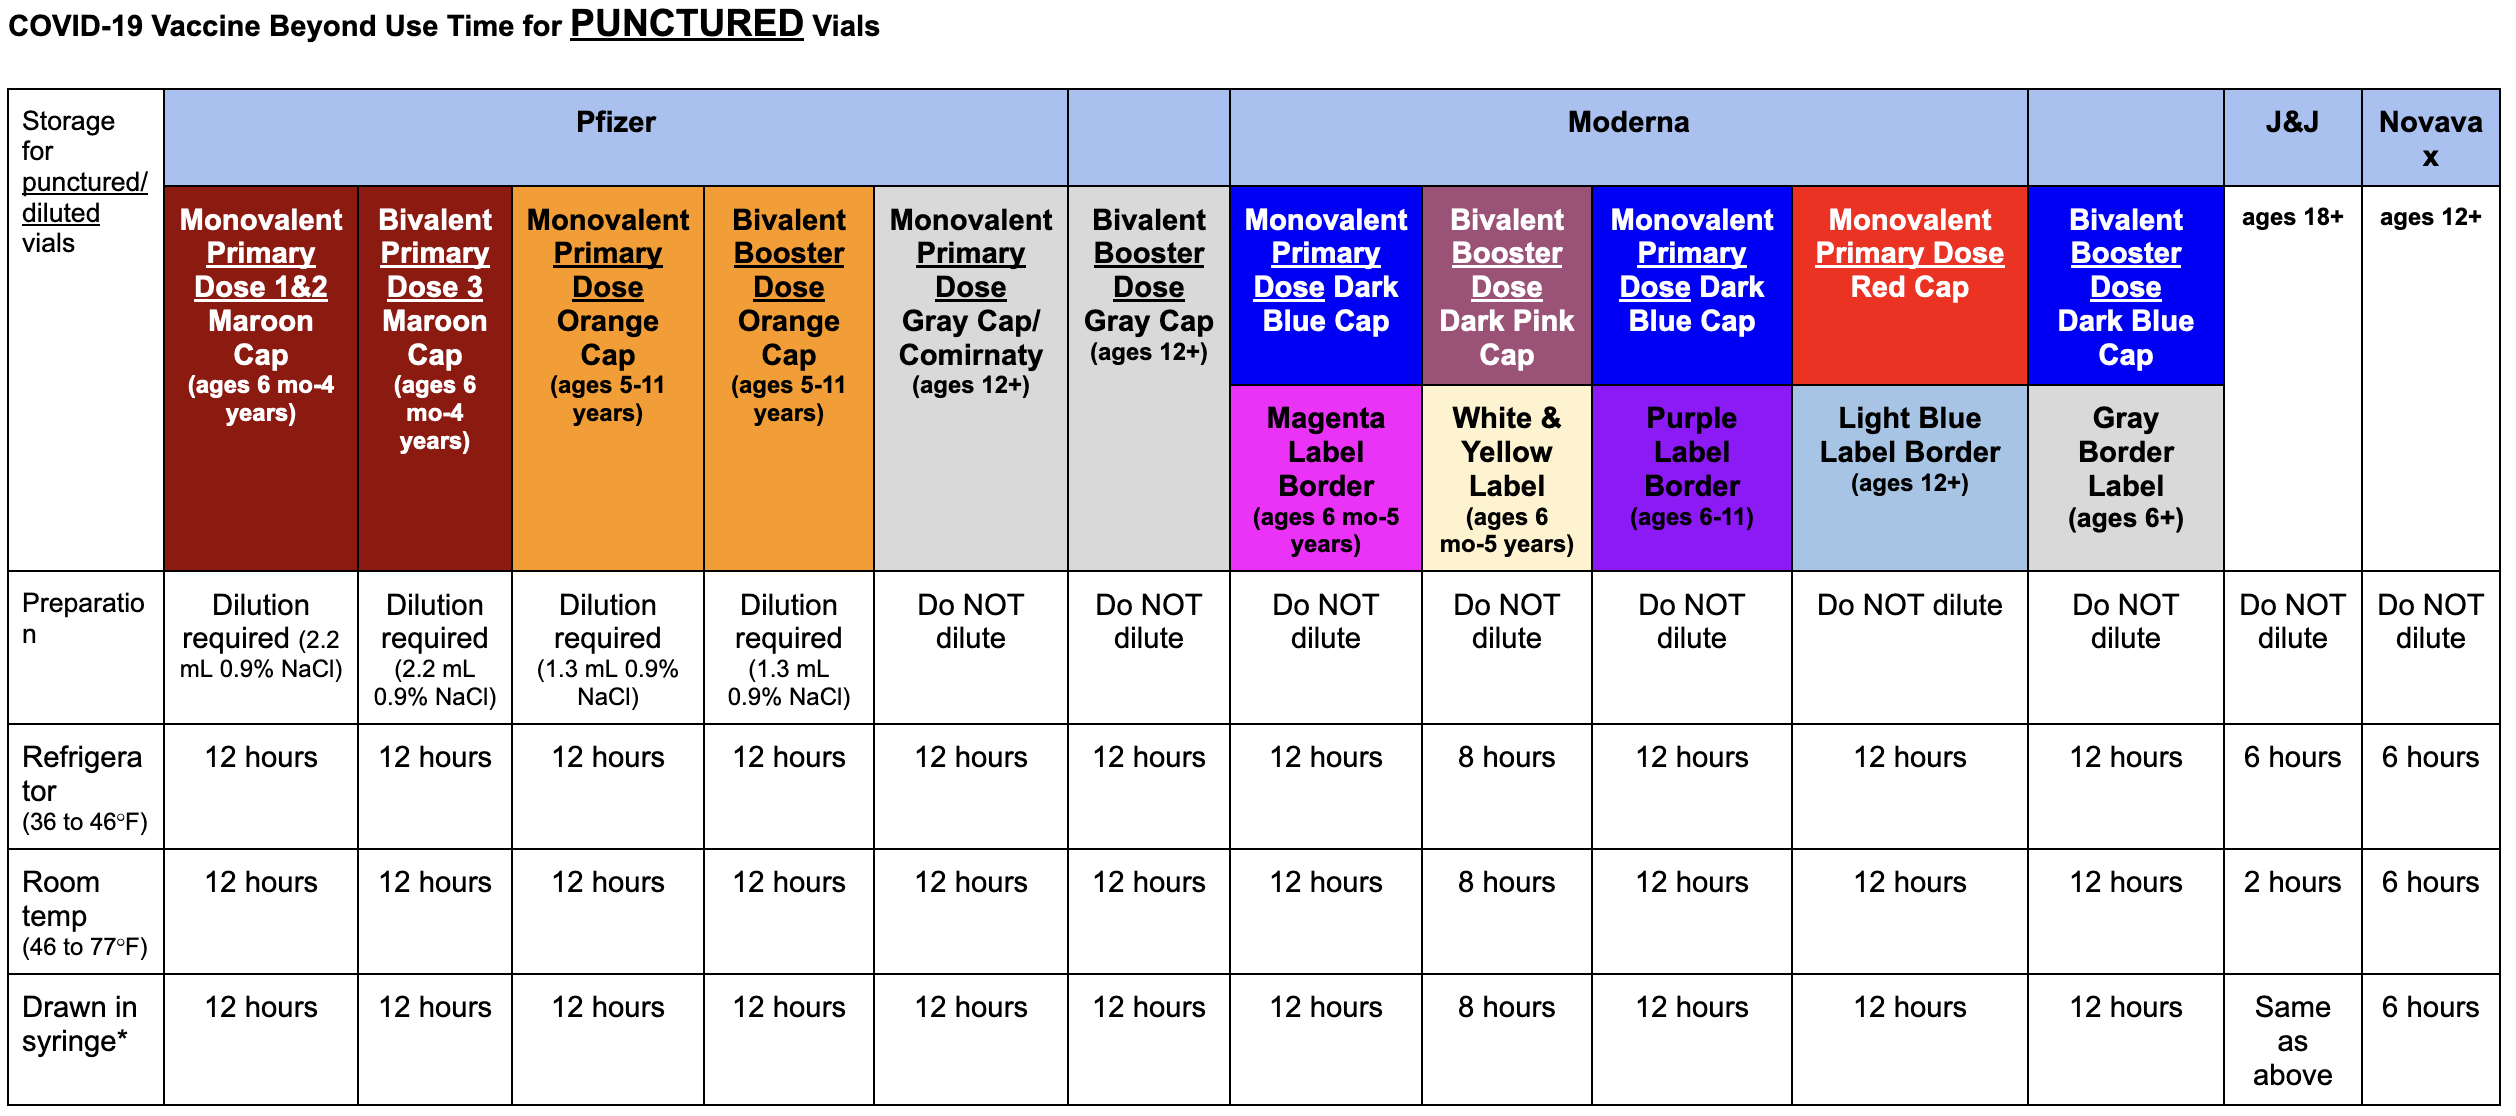 COVID-19 Vaccine Beyond Use Time for PUNCTURED Vials
Storage
for
punctured/
diluted
vials
Pfizer
Moderna
J&J
Novava
x
Monovalent
Primary
Dose 1&2
Maroon
Cap
(ages 6 mo-4
years)
Bivalent
Primary
Dose 3
Maroon
Cap
(ages 6
mo-4
years)
Monovalent
Primary
Dose
Orange
Cap
(ages 5-11
years)
Bivalent
Booster
Dose
Orange
Cap
(ages 5-11
years)
Monovalent
Primary
Dose
Gray Cap/
Comirnaty
(ages 12+)
Bivalent
Booster
Dose
Gray Cap
(ages 12+)
Monovalent
Primary
Dose Dark
Blue Cap
Bivalent
Booster
Dose
Dark Pink
Cap
Monovalent
Primary
Dose Dark
Blue Cap
Monovalent
Primary Dose
Red Cap
Bivalent
Booster
Dose
Dark Blue
Cap
ages 18+
ages 12+
Magenta
Label
Border
(ages 6 mo-5
years)
White &
Yellow
Label
(ages 6
mo-5 years)
Purple
Label
Border
(ages 6-11)
Light Blue
Label Border
(ages 12+)
Gray
Border
Label
(ages 6+)
Preparatio
n
Dilution
required (2.2
mL 0.9% NaCl)
Dilution
required
(2.2 mL
0.9% NaCl)
Dilution
required
(1.3 mL 0.9%
NaCl)
Dilution
required
(1.3 mL
0.9% NaCl)
Do NOT
dilute
Do NOT
dilute
Do NOT
dilute
Do NOT
dilute
Do NOT
dilute
Do NOT dilute
Do NOT
dilute
Do NOT
dilute
Do NOT
dilute
Refrigera
tor
(36 to 46°F)
12 hours
12 hours
12 hours
12 hours
12 hours
12 hours
12 hours
8 hours
12 hours
12 hours
12 hours
6 hours
6 hours
Room
temp
(46 to 77°F)
12 hours
12 hours
12 hours
12 hours
12 hours
12 hours
12 hours
8 hours
12 hours
12 hours
12 hours
2 hours
6 hours
Drawn in
syringe*
12 hours
12 hours
12 hours
12 hours
12 hours
12 hours
12 hours
8 hours
12 hours
12 hours
12 hours
Same
as
above
6 hours